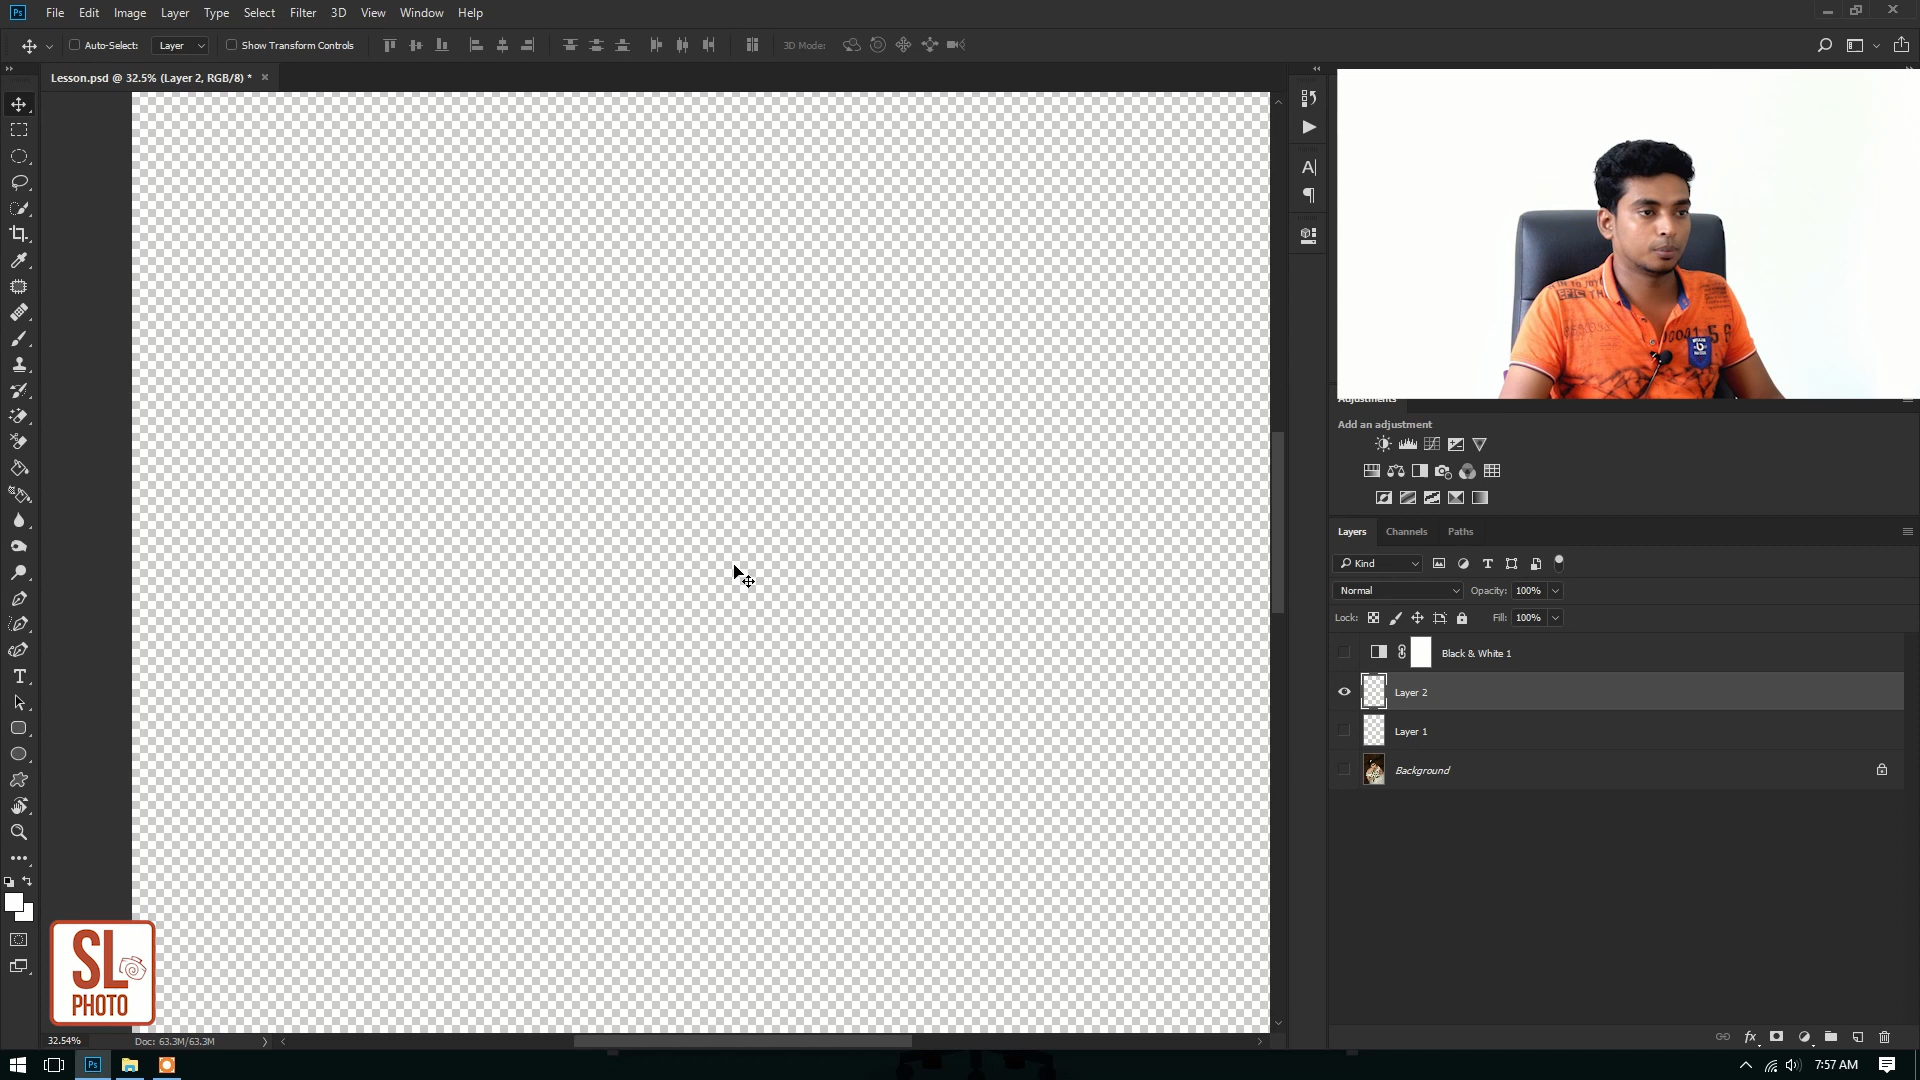 Ps File Edit Image Layer Type Select Filter 3D View Window Help
Auto-Select: Layer Show Transform Controls 3D Mode:
Lesson.psd @ 32.5% (Layer 2, RGB/8) *
Adjustments
Add an adjustment
Layers Channels Paths
Kind
Normal Opacity: 100%
Lock: Fill: 100%
Black & White 1
Layer 2
Layer 1
Background
SL
PHOTO
32.54% Doc: 63.3M/63.3M
Ps 7:57 AM